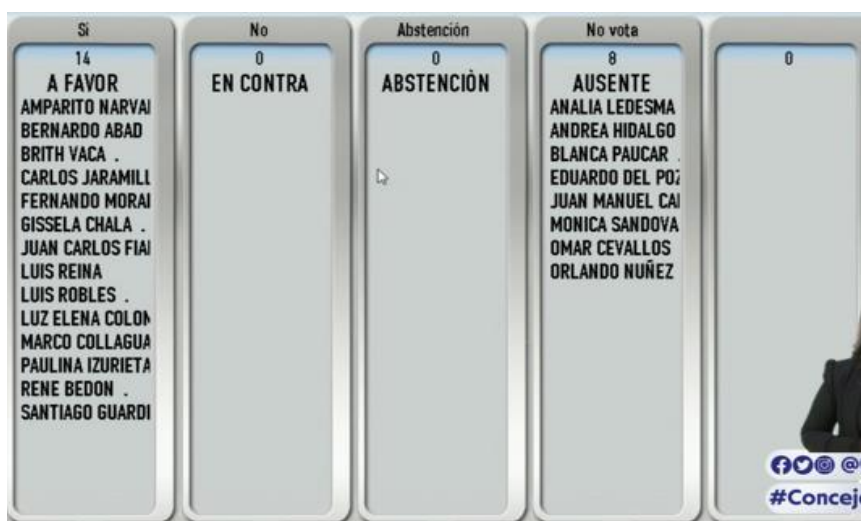 Si
14
A FAVOR
AMPARITO NARVAI
BERNARDO ABAD
BRITH VACA .
CARLOS JARAMILL
FERNANDO MORAI
GISSELA CHALA .
JUAN CARLOS FIAI
LUIS REINA
LUIS ROBLES .
LUZ ELENA COLON
MARCO COLLAGUA
PAULINA IZURIETA
RENE BEDON .
SANTIAGO GUARDI
No
0
EN CONTRA
Abstención
0
ABSTENCIÒN
No vota
8
AUSENTE
ANALIA LEDESMA
ANDREA HIDALGO
BLANCA PAUCAR .
EDUARDO DEL POZ
JUAN MANUEL CAI
MONICA SANDOVA
OMAR CEVALLOS
ORLANDO NUÑEZ
0
@
#Conceje